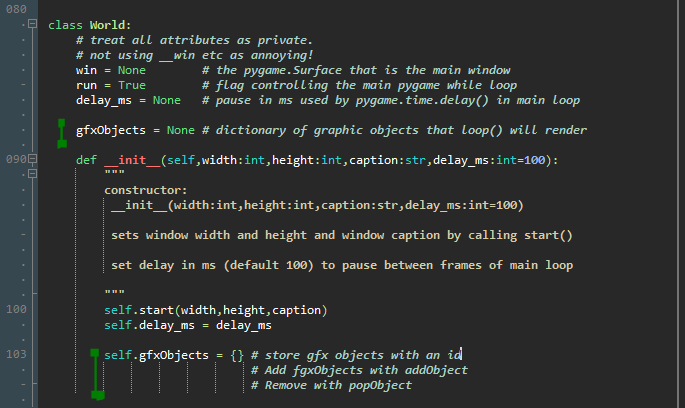 080
class World:
# treat all attributes as private.
# not using __win etc as annoying!
win = None # the pygame.Surface that is the main window
run = True # flag controlling the main pygame while loop
delay_ms = None # pause in ms used by pygame.time.delay() in main loop
gfxObjects = None # dictionary of graphic objects that loop() will render
090 def __init__(self,width:int,height:int,caption:str,delay_ms:int=100):
"""
constructor:
__init__(width:int,height:int,caption:str,delay_ms:int=100)
sets window width and height and window caption by calling start()
set delay in ms (default 100) to pause between frames of main loop
"""
100 self.start(width,height,caption)
self.delay_ms = delay_ms
103 self.gfxObjects = {} # store gfx objects with an id
# Add fgxObjects with addObject
# Remove with popObject